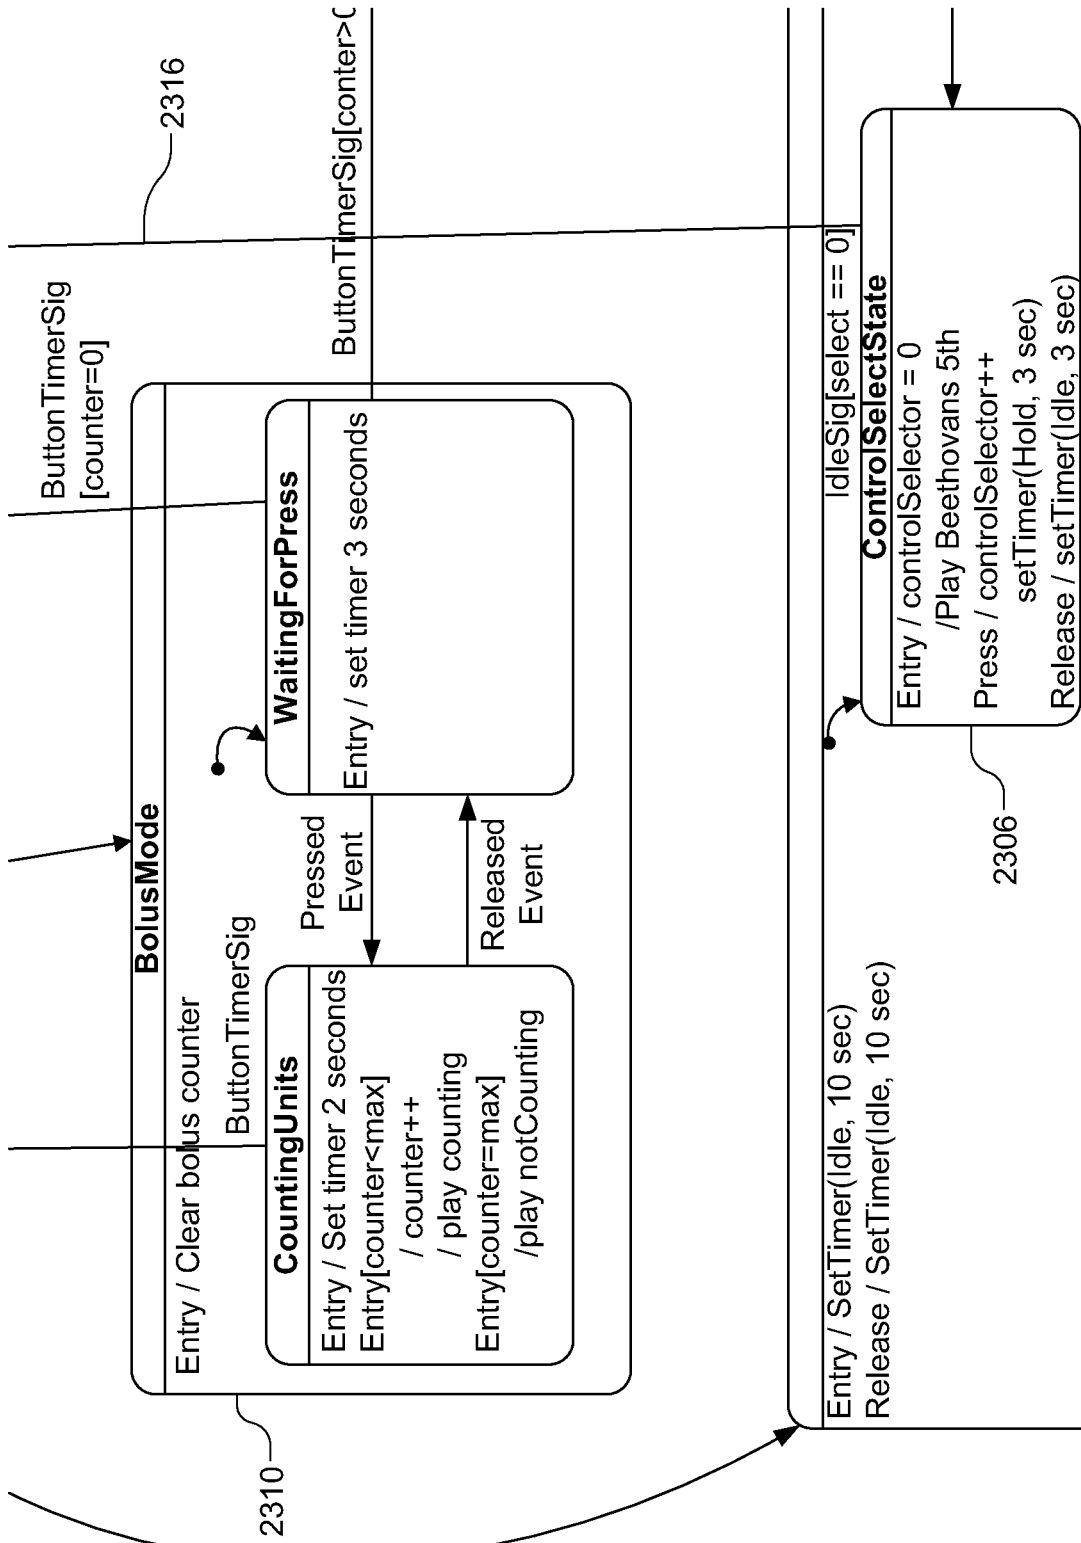 2316
ButtonTimerSig
[counter=0]
ButtonTimerSig[conter>0
BolusMode
Entry / Clear bolus counter
ButtonTimerSig
CountingUnits
Entry / Set timer 2 seconds
Entry[counter<max]
/ counter++
/ play counting
Entry[counter=max]
/play notCounting
Pressed
Event
Released
Event
WaitingForPress
Entry / set timer 3 seconds
2310
Entry / SetTimer(Idle, 10 sec)
Release / SetTimer(Idle, 10 sec)
IdleSig[select == 0]
ControlSelectState
Entry / controlSelector = 0
/Play Beethovans 5th
Press / controlSelector++
setTimer(Hold, 3 sec)
Release / setTimer(Idle, 3 sec)
2306